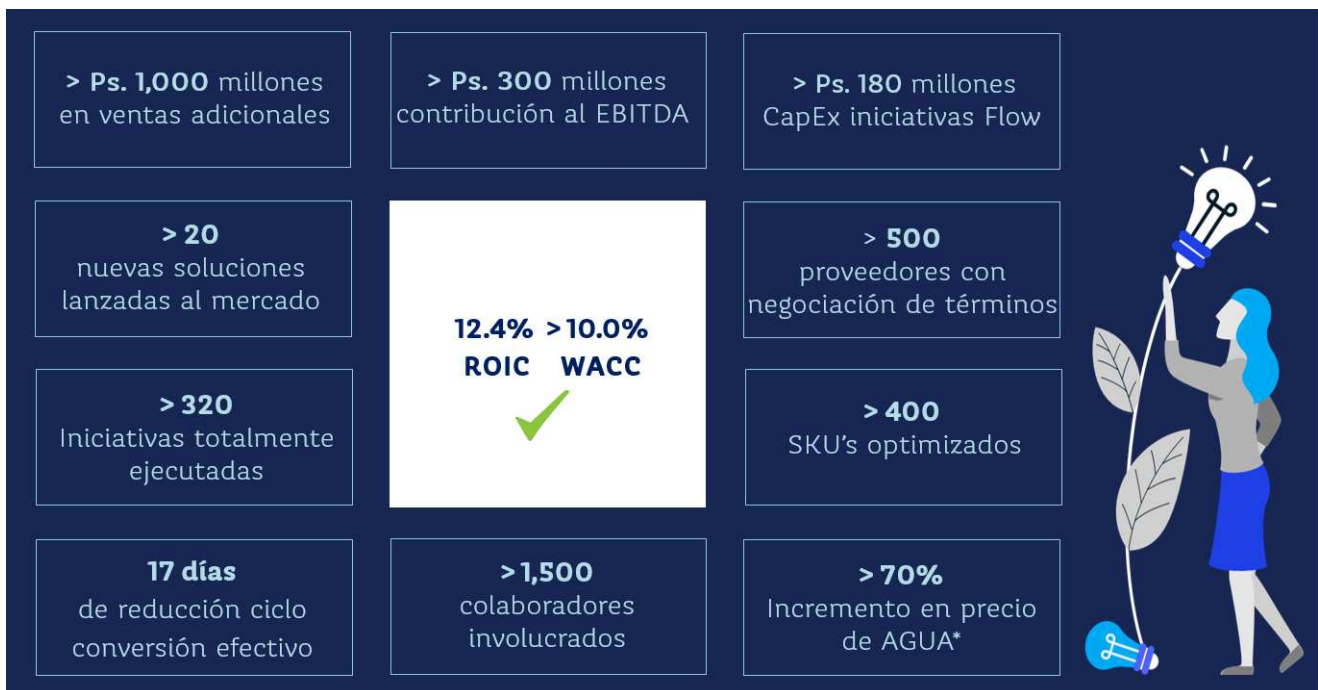 > Ps. 1,000 millones
en ventas adicionales
> Ps. 300 millones
contribución al EBITDA
> Ps. 180 millones
CapEx iniciativas Flow
> 20
nuevas soluciones
lanzadas al mercado
12.4% > 10.0%
ROIC WACC
> 500
proveedores con
negociación de términos
> 320
Iniciativas totalmente
ejecutadas
> 400
SKU's optimizados
17 días
de reducción ciclo
conversión efectivo
> 1,500
colaboradores
involucrados
> 70%
Incremento en precio
de AGUA*